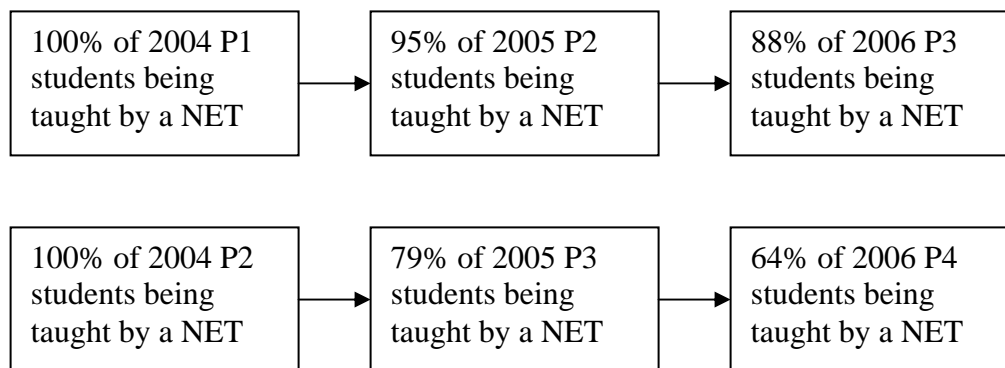 100% of 2004 P1
students being
taught by a NET
95% of 2005 P2
students being
taught by a NET
88% of 2006 P3
students being
taught by a NET
100% of 2004 P2
students being
taught by a NET
79% of 2005 P3
students being
taught by a NET
64% of 2006 P4
students being
taught by a NET